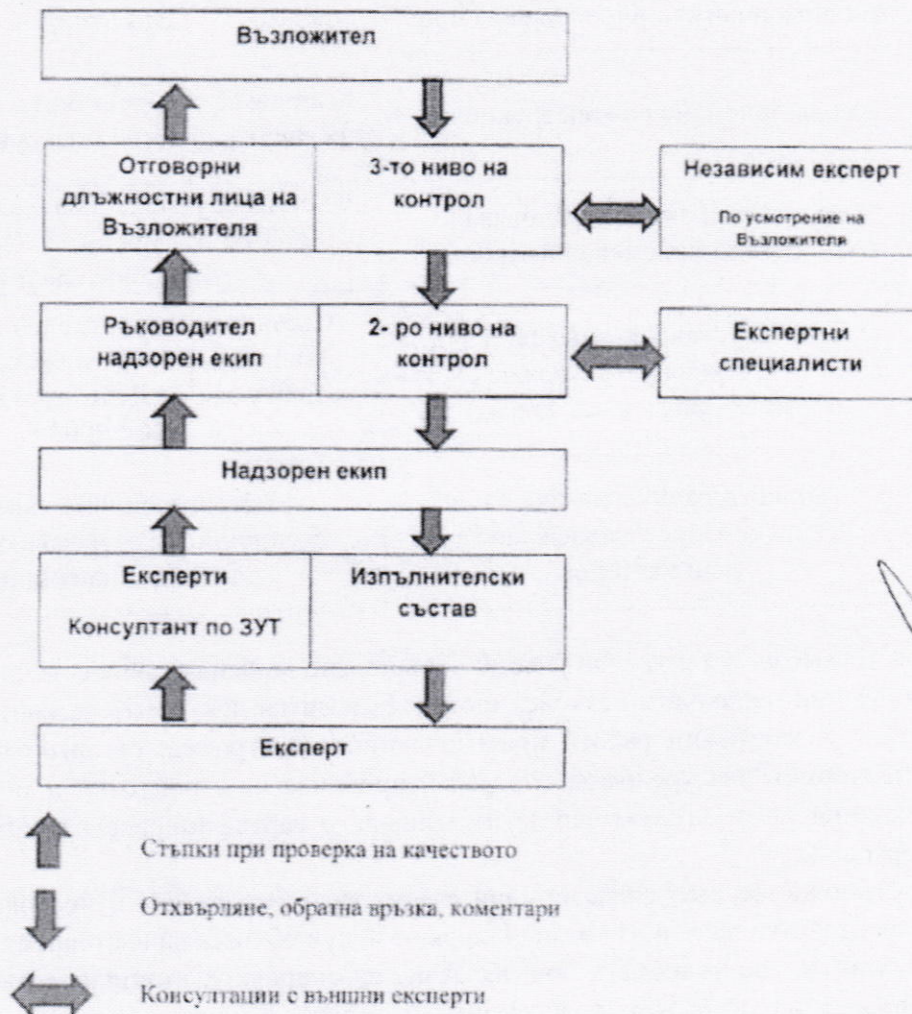 Възложител
Отговорни
длъжностни лица на
Възложителя
3-то ниво на
контрол
Независим експерт
По усмотрение на
Възложителя
Ръководител
надзорен екип
2- ро ниво на
контрол
Експертни
специалисти
Надзорен екип
Експерти
Консултант по ЗУТ
Изпълнителски
състав
Експерт
Стъпки при проверка на качеството
Отхвърляне, обратна връзка, коментари
Консултации с външни експерти